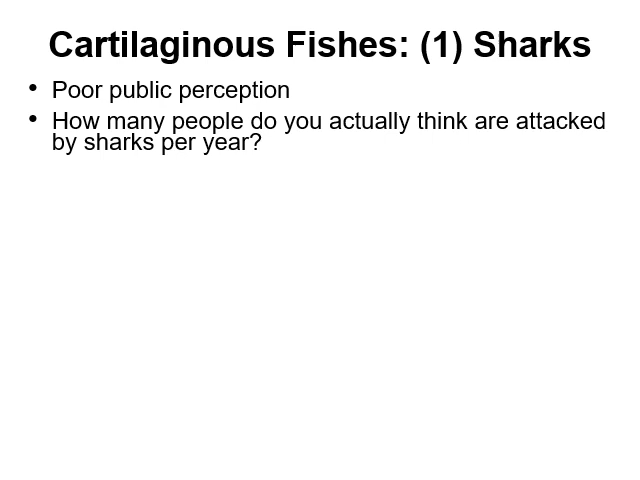 Cartilaginous Fishes: (1) Sharks
• Poor public perception
• How many people do you actually think are attacked
by sharks per year?